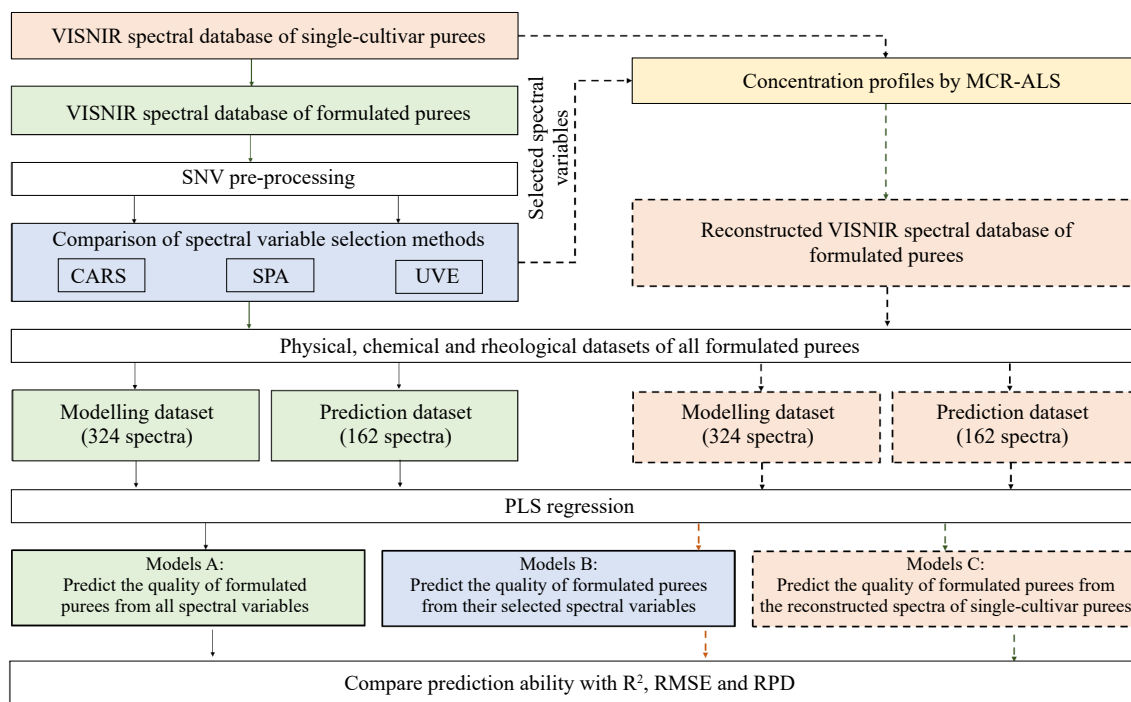 VISNIR spectral database of single-cultivar purees
Concentration profiles by MCR-ALS
VISNIR spectral database of formulated purees
Selected spectral
variables
SNV pre-processing
Comparison of spectral variable selection methods
CARS
SPA
UVE
Reconstructed VISNIR spectral database of
formulated purees
Physical, chemical and rheological datasets of all formulated purees
Modelling dataset
(324 spectra)
Prediction dataset
(162 spectra)
Modelling dataset
(324 spectra)
Prediction dataset
(162 spectra)
PLS regression
Models A:
Predict the quality of formulated
purees from all spectral variables
Models B:
Predict the quality of formulated purees
from their selected spectral variables
Models C:
Predict the quality of formulated purees from
the reconstructed spectra of single-cultivar purees
Compare prediction ability with R², RMSE and RPD